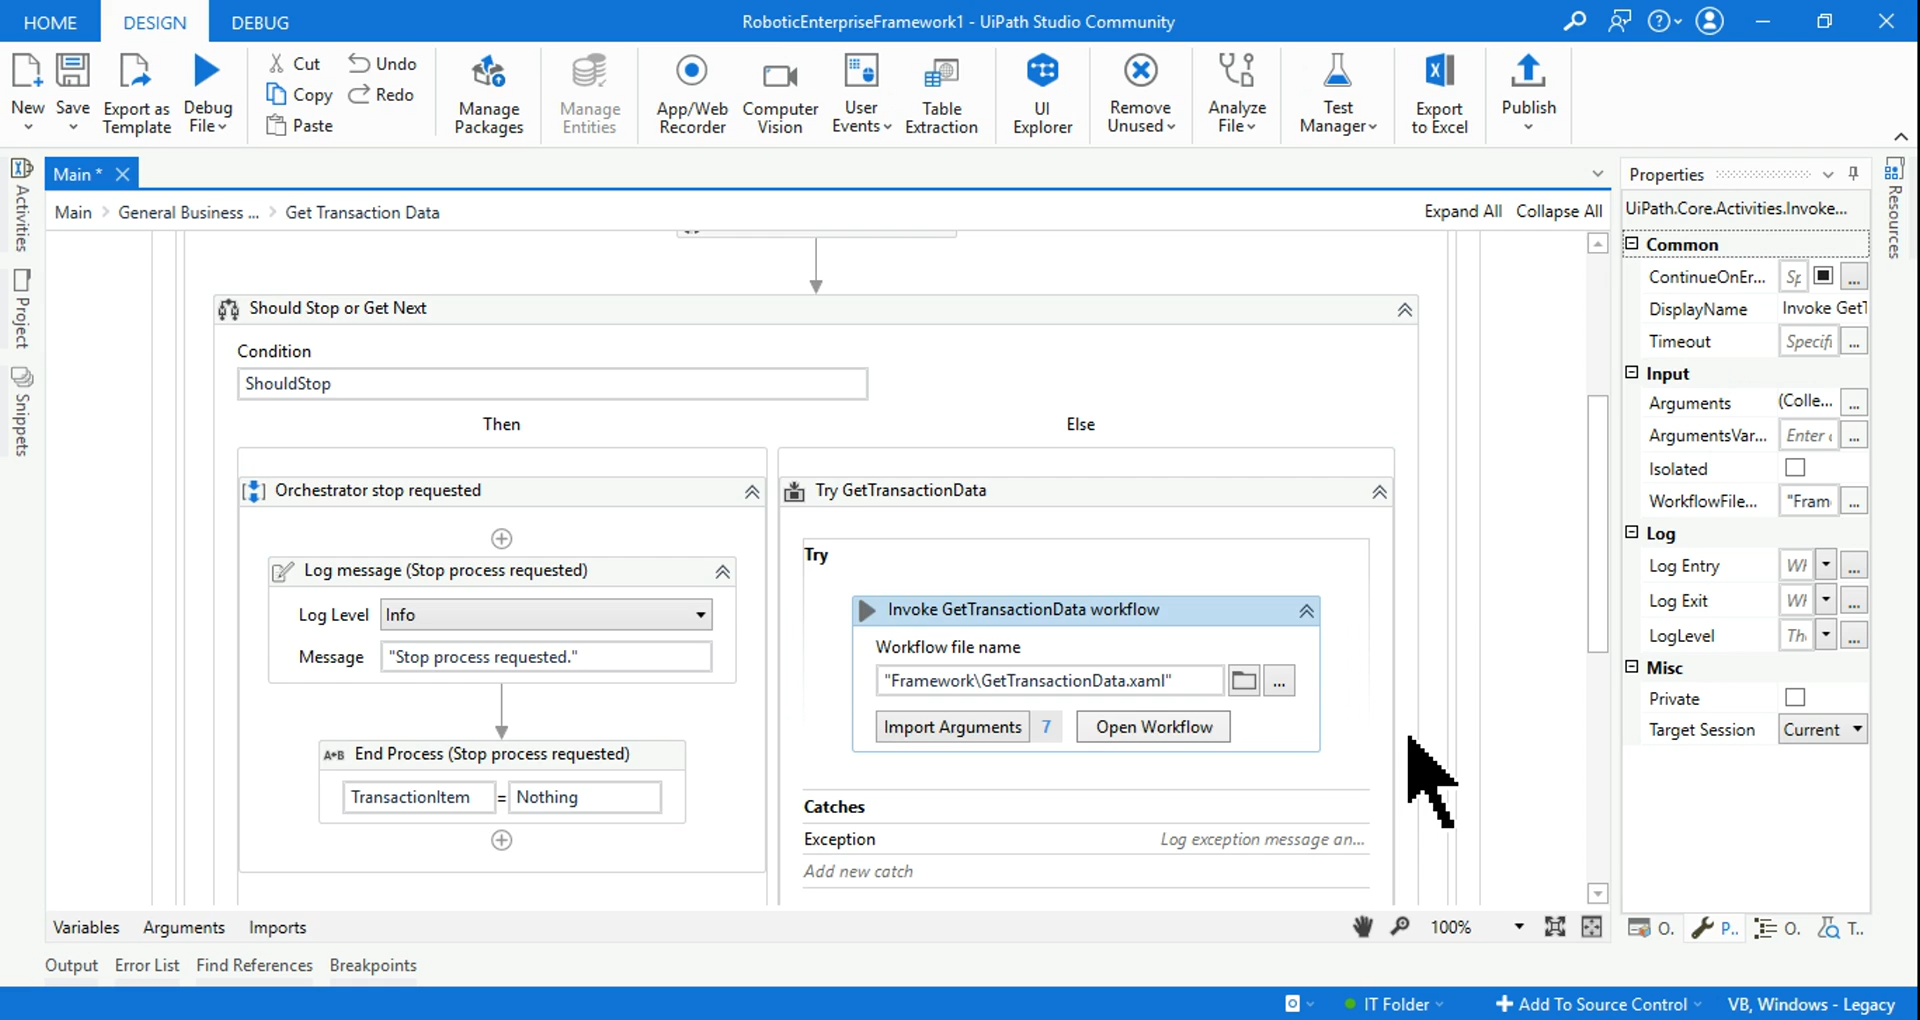 HOME DESIGN DEBUG RoboticEnterpriseFramework1 - UiPath Studio Community
New Save Export as Template Debug File Cut Copy Paste Undo Redo Manage Packages Manage Entities App/Web Recorder Computer Vision User Events Table Extraction UI Explorer Remove Unused Analyze File Test Manager Export to Excel Publish
Activities
Project
Snippets
Main *
Main General Business ... Get Transaction Data Expand All Collapse All
Should Stop or Get Next
Condition
ShouldStop
Then Else
Orchestrator stop requested
Log message (Stop process requested)
Log Level Info
Message "Stop process requested."
A+B End Process (Stop process requested)
TransactionItem = Nothing
Try GetTransactionData
Try
Invoke GetTransactionData workflow
Workflow file name
"Framework\GetTransactionData.xaml" ...
Import Arguments 7 Open Workflow
Catches
Exception Log exception message an...
Add new catch
Properties
UiPath.Core.Activities.Invoke...
Common
ContinueOnEr... ...
DisplayName Invoke Get
Timeout Specifi ...
Input
Arguments (Colle... ...
ArgumentsVar... Enter ...
Isolated
WorkflowFile... "Fram ...
Log
Log Entry ...
Log Exit ...
LogLevel ...
Misc
Private
Target Session Current
Resources
Variables Arguments Imports 100% O.. P.. O.. T..
Output Error List Find References Breakpoints
IT Folder Add To Source Control VB, Windows - Legacy